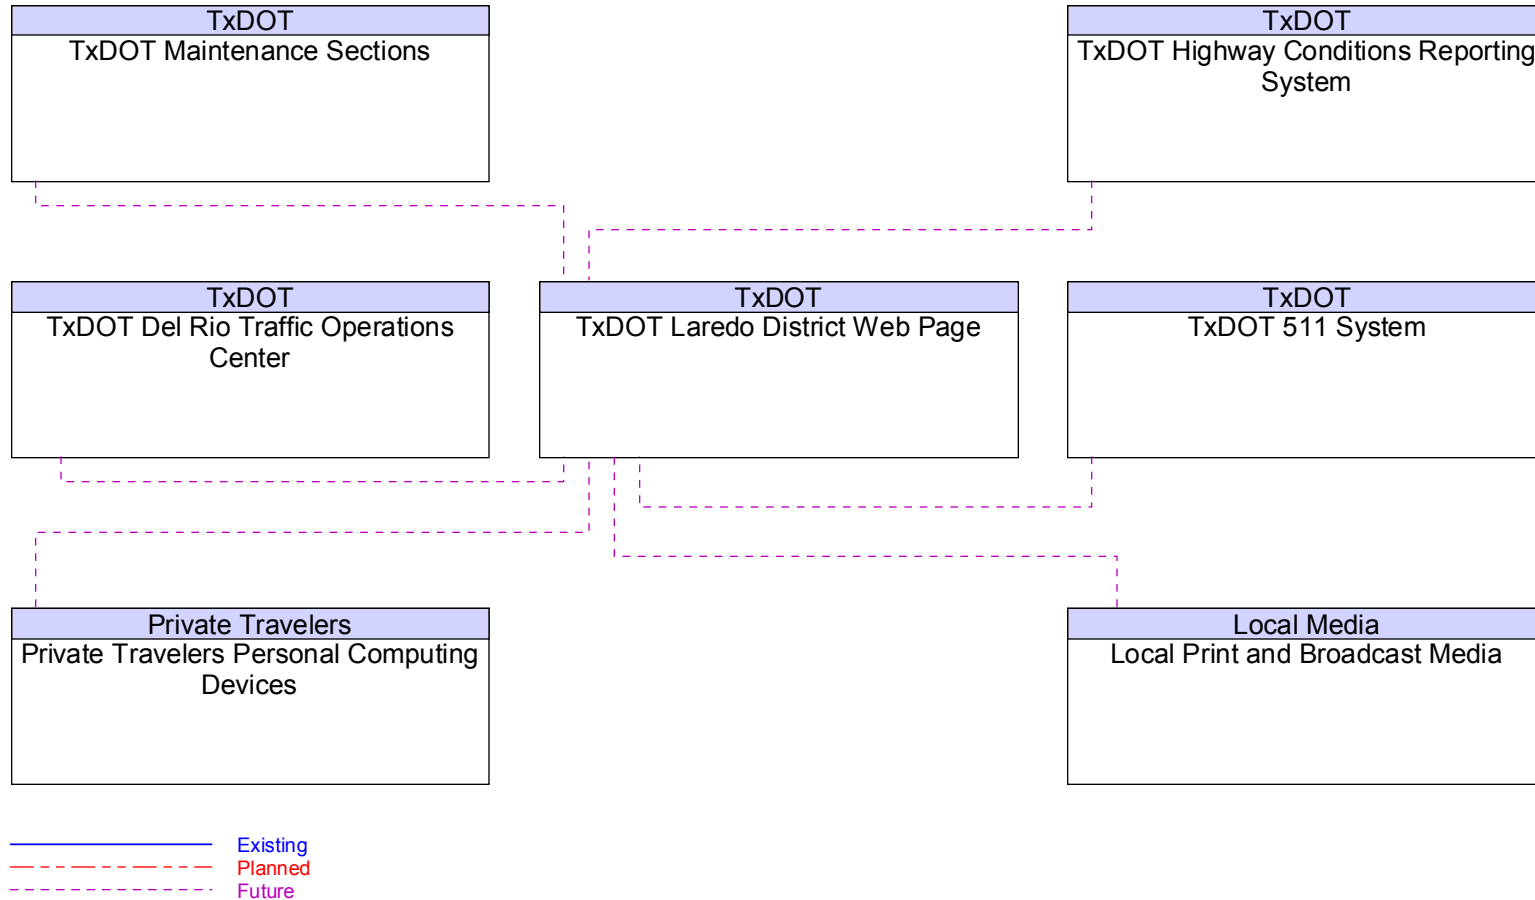 TxDOT
TxDOT Maintenance Sections
TxDOT
TxDOT Highway Conditions Reporting
System
TxDOT
TxDOT Del Rio Traffic Operations
Center
TxDOT
TxDOT Laredo District Web Page
TxDOT
TxDOT 511 System
Private Travelers
Private Travelers Personal Computing
Devices
Local Media
Local Print and Broadcast Media
Existing
Planned
Future